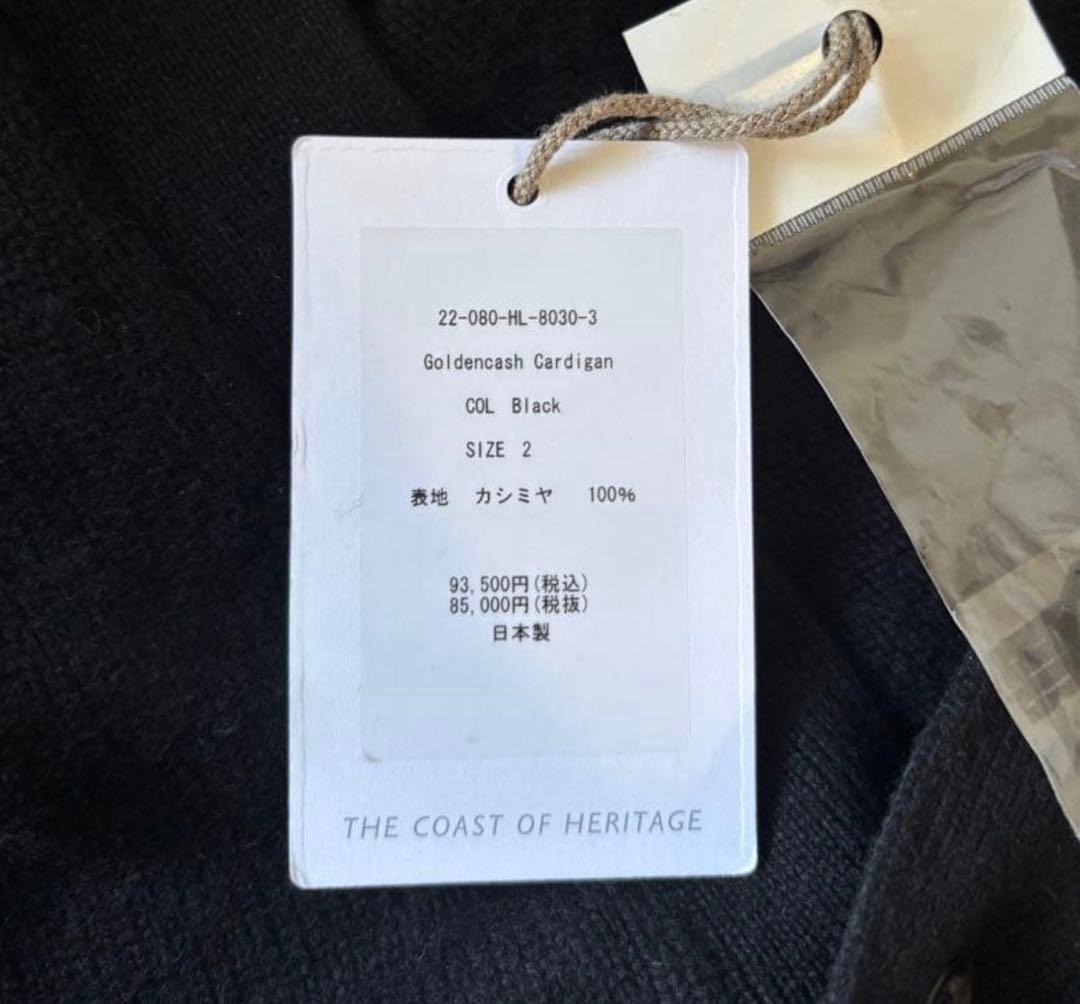 22-080-HL-8030-3
Goldencash Cardigan
COL Black
SIZE 2
表地 カシミヤ 100%
93,500円(税込)
85,000円(税抜)
日本製
THE COAST OF HERITAGE